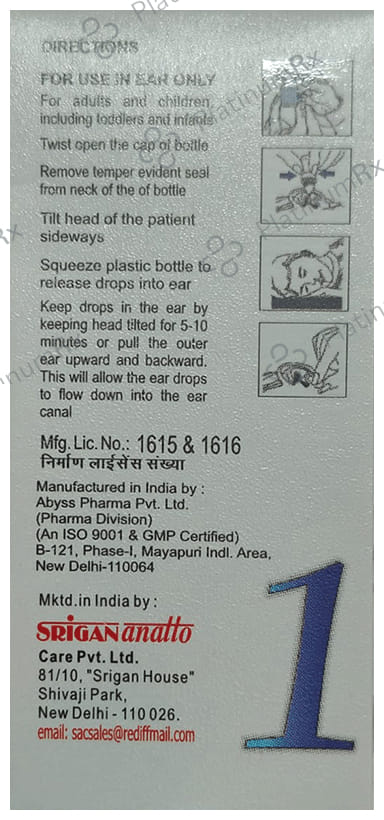 DIRECTIONS
FOR USE IN EAR ONLY
For adults and children,
including toddlers and infants
Twist open the cap of bottle
Remove temper evident seal
from neck of the of bottle
Tilt head of the patient
sideways
Squeeze plastic bottle to
release drops into ear
Keep drops in the ear by
keeping head tilted for 5-10
minutes or pull the outer
ear upward and backward.
This will allow the ear drops
to flow down into the ear
canal
Mfg. Lic. No.: 1615 & 1616
निर्माण लाईसेंस संख्या
Manufactured in India by :
Abyss Pharma Pvt. Ltd.
(Pharma Division)
(An ISO 9001 & GMP Certified)
B-121, Phase-I, Mayapuri Indl. Area,
New Delhi-110064
Mktd.in India by :
SRIGAN anatto
Care Pvt. Ltd.
81/10, "Srigan House"
Shivaji Park,
New Delhi - 110 026.
email: sacsales@rediffmail.com
1
PlatinumRx